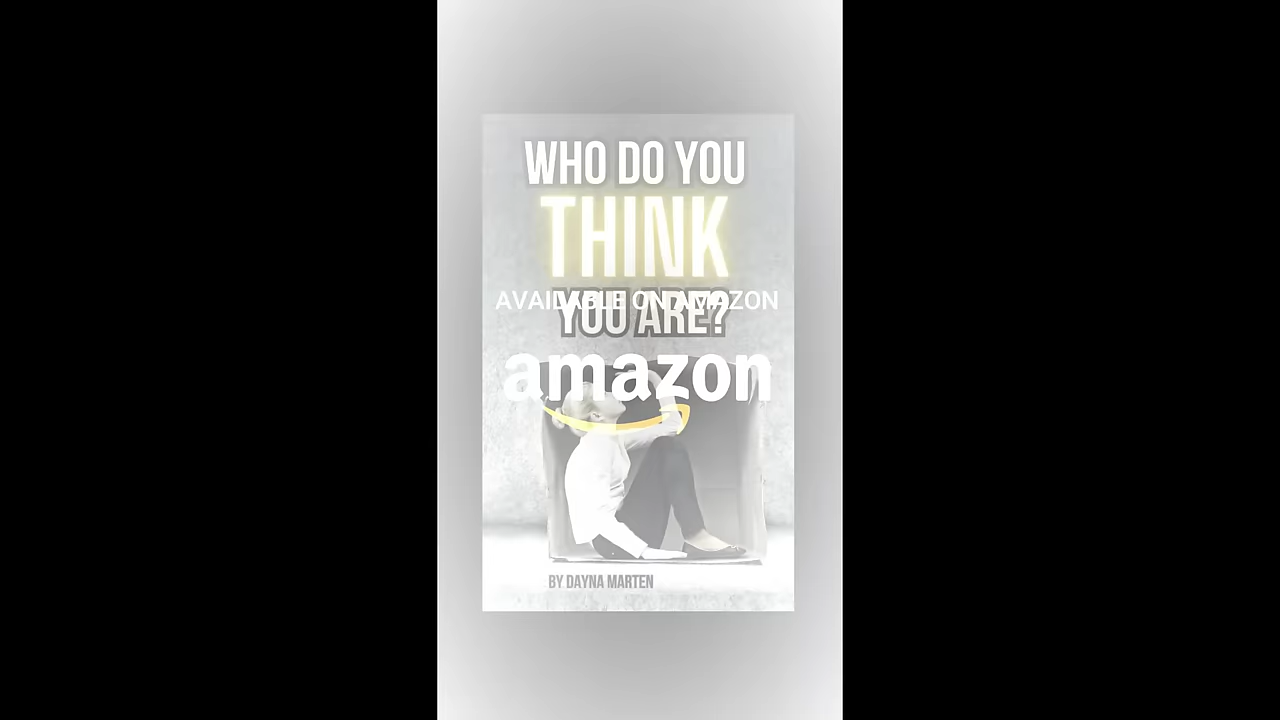 WHO DO YOU
THINK
AVAILABLE ON AMAZON
YOU ARE?
amazon
BY DAYNA MARTEN